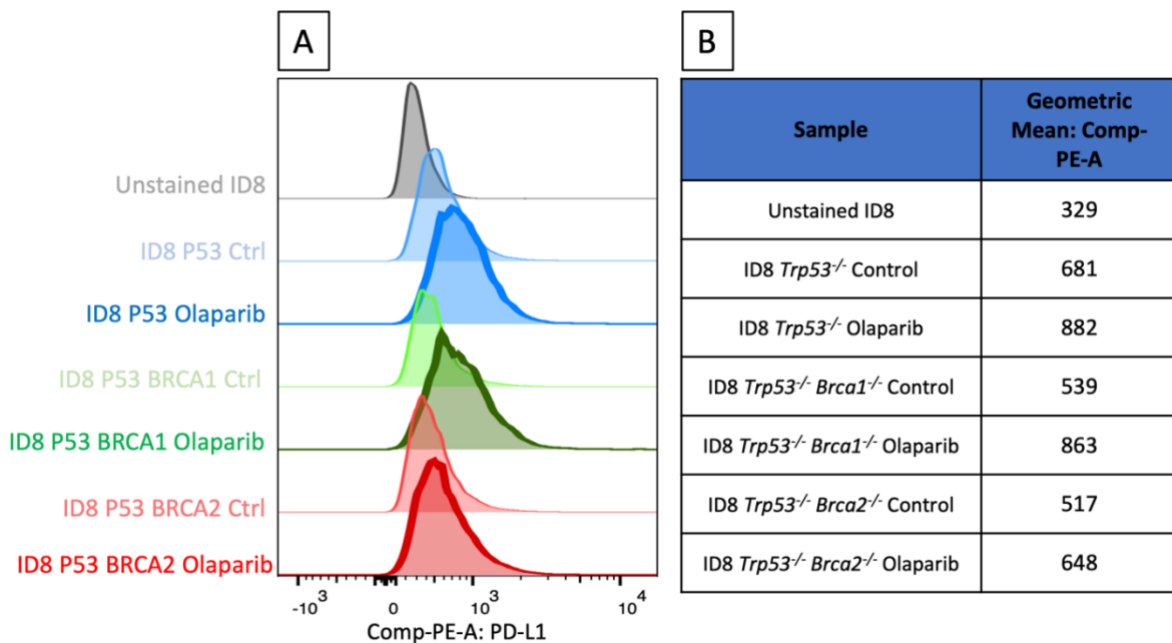 A
Unstained ID8
ID8 P53 Ctrl
ID8 P53 Olaparib
ID8 P53 BRCA1 Ctrl
ID8 P53 BRCA1 Olaparib
ID8 P53 BRCA2 Ctrl
ID8 P53 BRCA2 Olaparib
-10³ 0 10³ 10⁴
Comp-PE-A: PD-L1
B
Sample
Geometric
Mean: Comp-
PE-A
Unstained ID8 329
ID8 Trp53⁻/⁻ Control 681
ID8 Trp53⁻/⁻ Olaparib 882
ID8 Trp53⁻/⁻ Brca1⁻/⁻ Control 539
ID8 Trp53⁻/⁻ Brca1⁻/⁻ Olaparib 863
ID8 Trp53⁻/⁻ Brca2⁻/⁻ Control 517
ID8 Trp53⁻/⁻ Brca2⁻/⁻ Olaparib 648